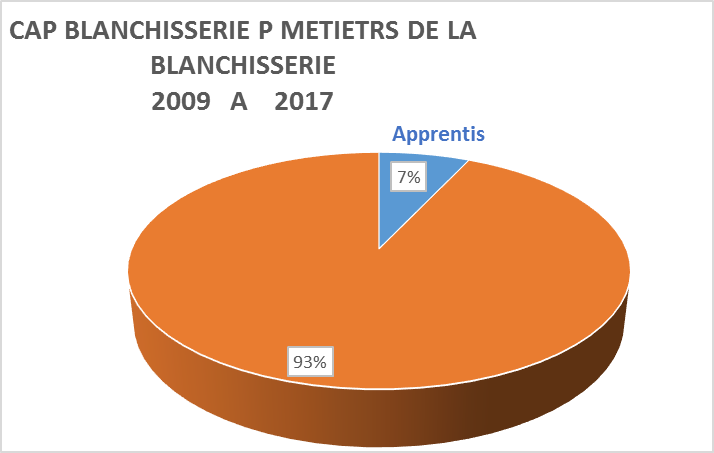 CAP BLANCHISSERIE P METIETRS DE LA
BLANCHISSERIE
2009 A 2017
Apprentis
7%
93%